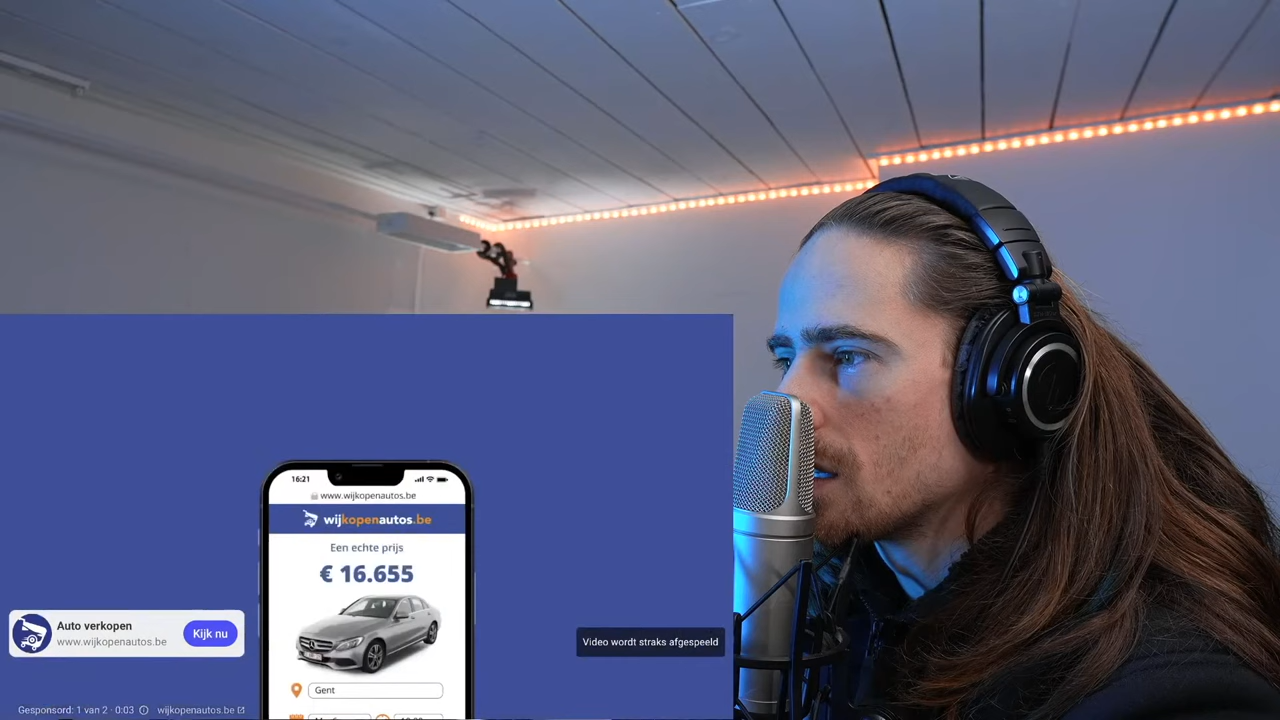 16:21
www.wijkopenautos.be
wijkopenautos.be
Een echte prijs
€ 16.655
Auto verkopen
www.wijkopenautos.be
Kijk nu
Video wordt straks afgespeeld
Gent
Gesponsord: 1 van 2 · 0:03
wijkopenautos.be